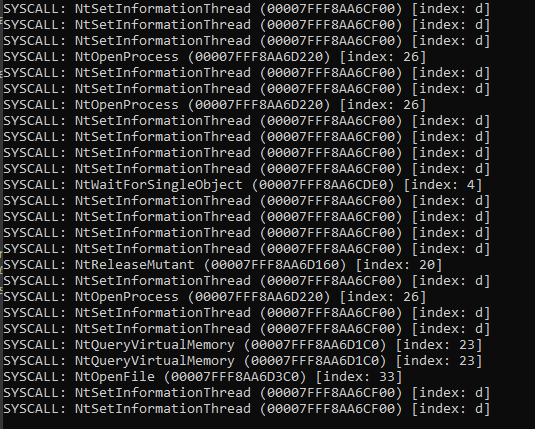 SYSCALL: NtSetInformationThread (00007FFF8AA6CF00) [index: d]
SYSCALL: NtSetInformationThread (00007FFF8AA6CF00) [index: d]
SYSCALL: NtSetInformationThread (00007FFF8AA6CF00) [index: d]
SYSCALL: NtOpenProcess (00007FFF8AA6D220) [index: 26]
SYSCALL: NtSetInformationThread (00007FFF8AA6CF00) [index: d]
SYSCALL: NtSetInformationThread (00007FFF8AA6CF00) [index: d]
SYSCALL: NtOpenProcess (00007FFF8AA6D220) [index: 26]
SYSCALL: NtSetInformationThread (00007FFF8AA6CF00) [index: d]
SYSCALL: NtSetInformationThread (00007FFF8AA6CF00) [index: d]
SYSCALL: NtSetInformationThread (00007FFF8AA6CF00) [index: d]
SYSCALL: NtSetInformationThread (00007FFF8AA6CF00) [index: d]
SYSCALL: NtWaitForSingleObject (00007FFF8AA6CDE0) [index: 4]
SYSCALL: NtSetInformationThread (00007FFF8AA6CF00) [index: d]
SYSCALL: NtSetInformationThread (00007FFF8AA6CF00) [index: d]
SYSCALL: NtSetInformationThread (00007FFF8AA6CF00) [index: d]
SYSCALL: NtSetInformationThread (00007FFF8AA6CF00) [index: d]
SYSCALL: NtReleaseMutant (00007FFF8AA6D160) [index: 20]
SYSCALL: NtSetInformationThread (00007FFF8AA6CF00) [index: d]
SYSCALL: NtOpenProcess (00007FFF8AA6D220) [index: 26]
SYSCALL: NtSetInformationThread (00007FFF8AA6CF00) [index: d]
SYSCALL: NtSetInformationThread (00007FFF8AA6CF00) [index: d]
SYSCALL: NtQueryVirtualMemory (00007FFF8AA6D1C0) [index: 23]
SYSCALL: NtQueryVirtualMemory (00007FFF8AA6D1C0) [index: 23]
SYSCALL: NtOpenFile (00007FFF8AA6D3C0) [index: 33]
SYSCALL: NtSetInformationThread (00007FFF8AA6CF00) [index: d]
SYSCALL: NtSetInformationThread (00007FFF8AA6CF00) [index: d]